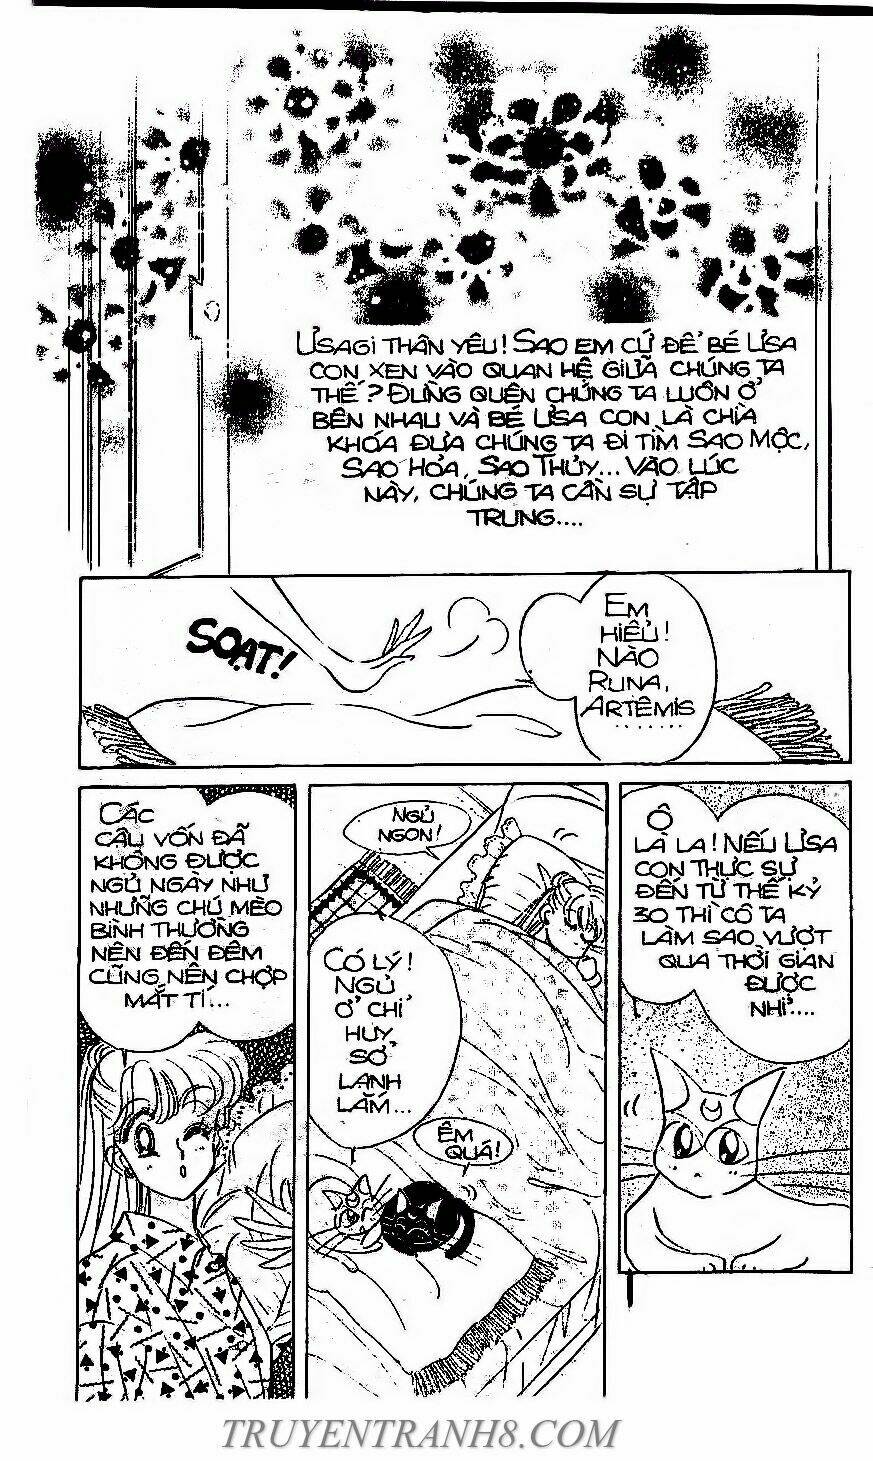 USAGI THÂN YÊU! SAO EM CỨ ĐỂ BÉ USA
CON XEN VÀO QUAN HỆ GIỮA CHÚNG TA
THẾ? ĐỪNG QUÊN CHÚNG TA LUÔN Ở
BÊN NHAU VÀ BÉ USA CON LÀ CHÌA
KHÓA ĐƯA CHÚNG TA ĐI TÌM SAO MỘC,
SAO HỎA, SAO THỦY... VÀO LÚC
NÀY, CHÚNG TA CẦN SỰ TẬP
TRUNG....
SOẠT!
EM
HIỂU!
NÀO
RUNA,
ARTÊMIS
........
CÁC
CẬU VỐN ĐÃ
KHÔNG ĐƯỢC
NGỦ NGÀY NHƯ
NHỮNG CHÚ MÈO
BÌNH THƯỜNG
NÊN ĐẾN ĐÊM
CŨNG NÊN CHỢP
MẮT TÍ...
NGỦ
NGON!
CÓ LÝ!
NGỦ
Ở CHỈ
HUY
SỞ
LẠNH
LẮM...
ÊM
QUÁ!
Ô
LÀ LA! NẾU USA
CON THỰC SỰ
ĐẾN TỪ THẾ KỶ
30 THÌ CÔ TA
LÀM SAO VƯỢT
QUA THỜI GIAN
ĐƯỢC
NHỈ....
TRUYENTRANH8.COM